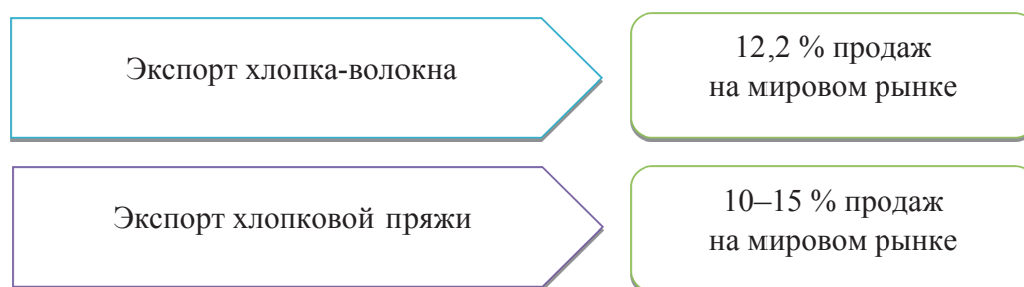 Экспорт хлопка-волокна
12,2 % продаж
на мировом рынке
Экспорт хлопковой пряжи
10–15 % продаж
на мировом рынке